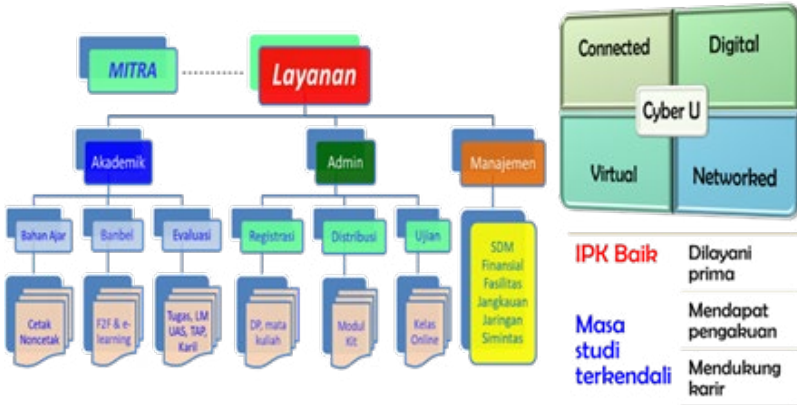 MITRA
Layanan
Akademik
Admin
Manajemen
Bahan Ajar
Banbel
Evaluasi
Registrasi
Distribusi
Ujian
Cetak
Noncetak
F2F & e-
learning
Tugas, LM
UAS, TAP,
Karil
DP, mata
kuliah
Modul
Kit
Kelas
Online
SDM
Finansial
Fasilitas
Jangkauan
Jaringan
Simintas
Connected
Digital
Cyber U
Virtual
Networked
IPK Baik
Masa
studi
terkendali
Dilayani
prima
Mendapat
pengakuan
Mendukung
karir